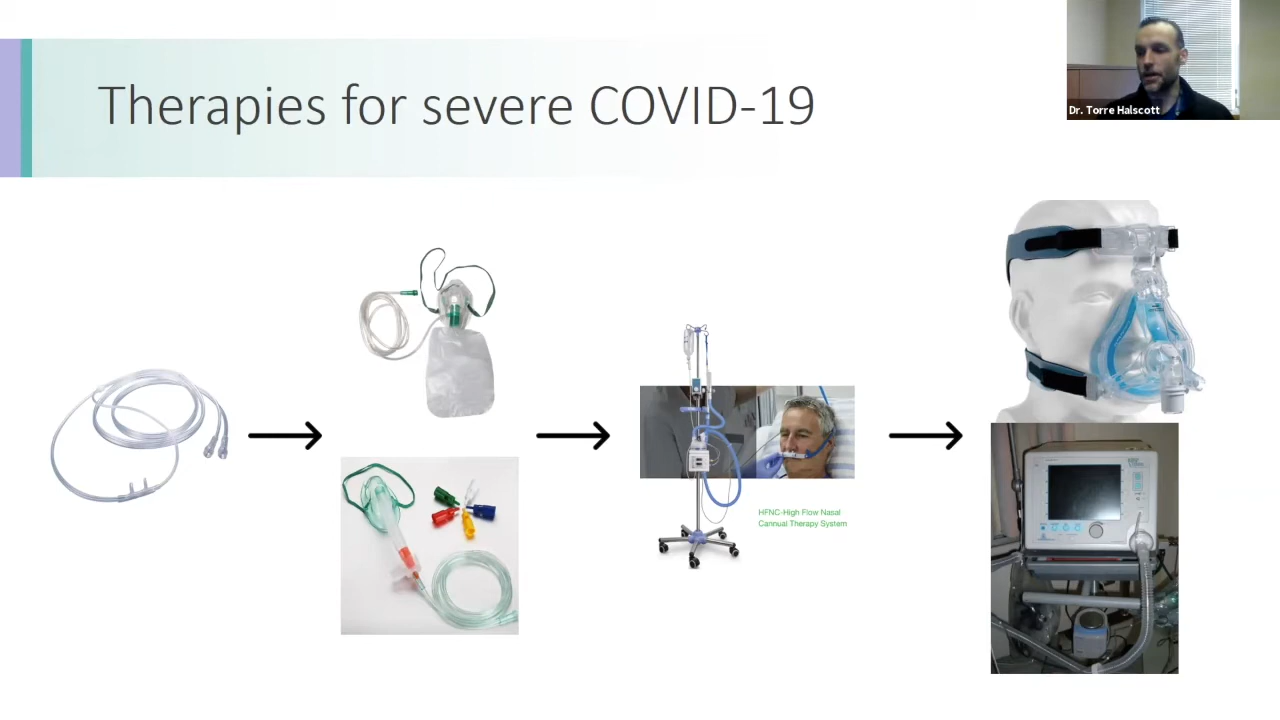 Therapies for severe COVID-19
Dr. Torre Halscott
HFNC-High Flow Nasal
Cannual Therapy System